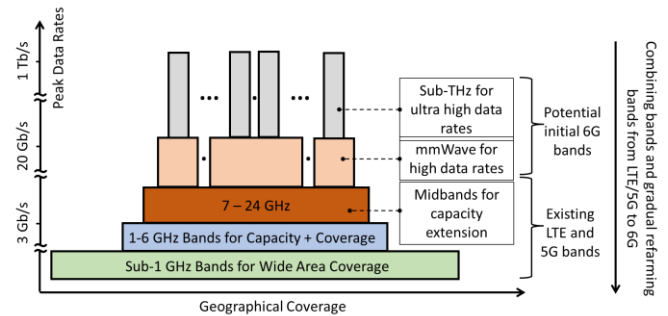 1 Tb/s
Peak Data Rates
20 Gb/s
3 Gb/s
Sub-THz for
ultra high data
rates
mmWave for
high data rates
Midbands for
capacity
extension
7 – 24 GHz
1-6 GHz Bands for Capacity + Coverage
Sub-1 GHz Bands for Wide Area Coverage
Geographical Coverage
Potential
initial 6G
bands
Existing
LTE and
5G bands
Combining bands and gradual refarming
bands from LTE/5G to 6G